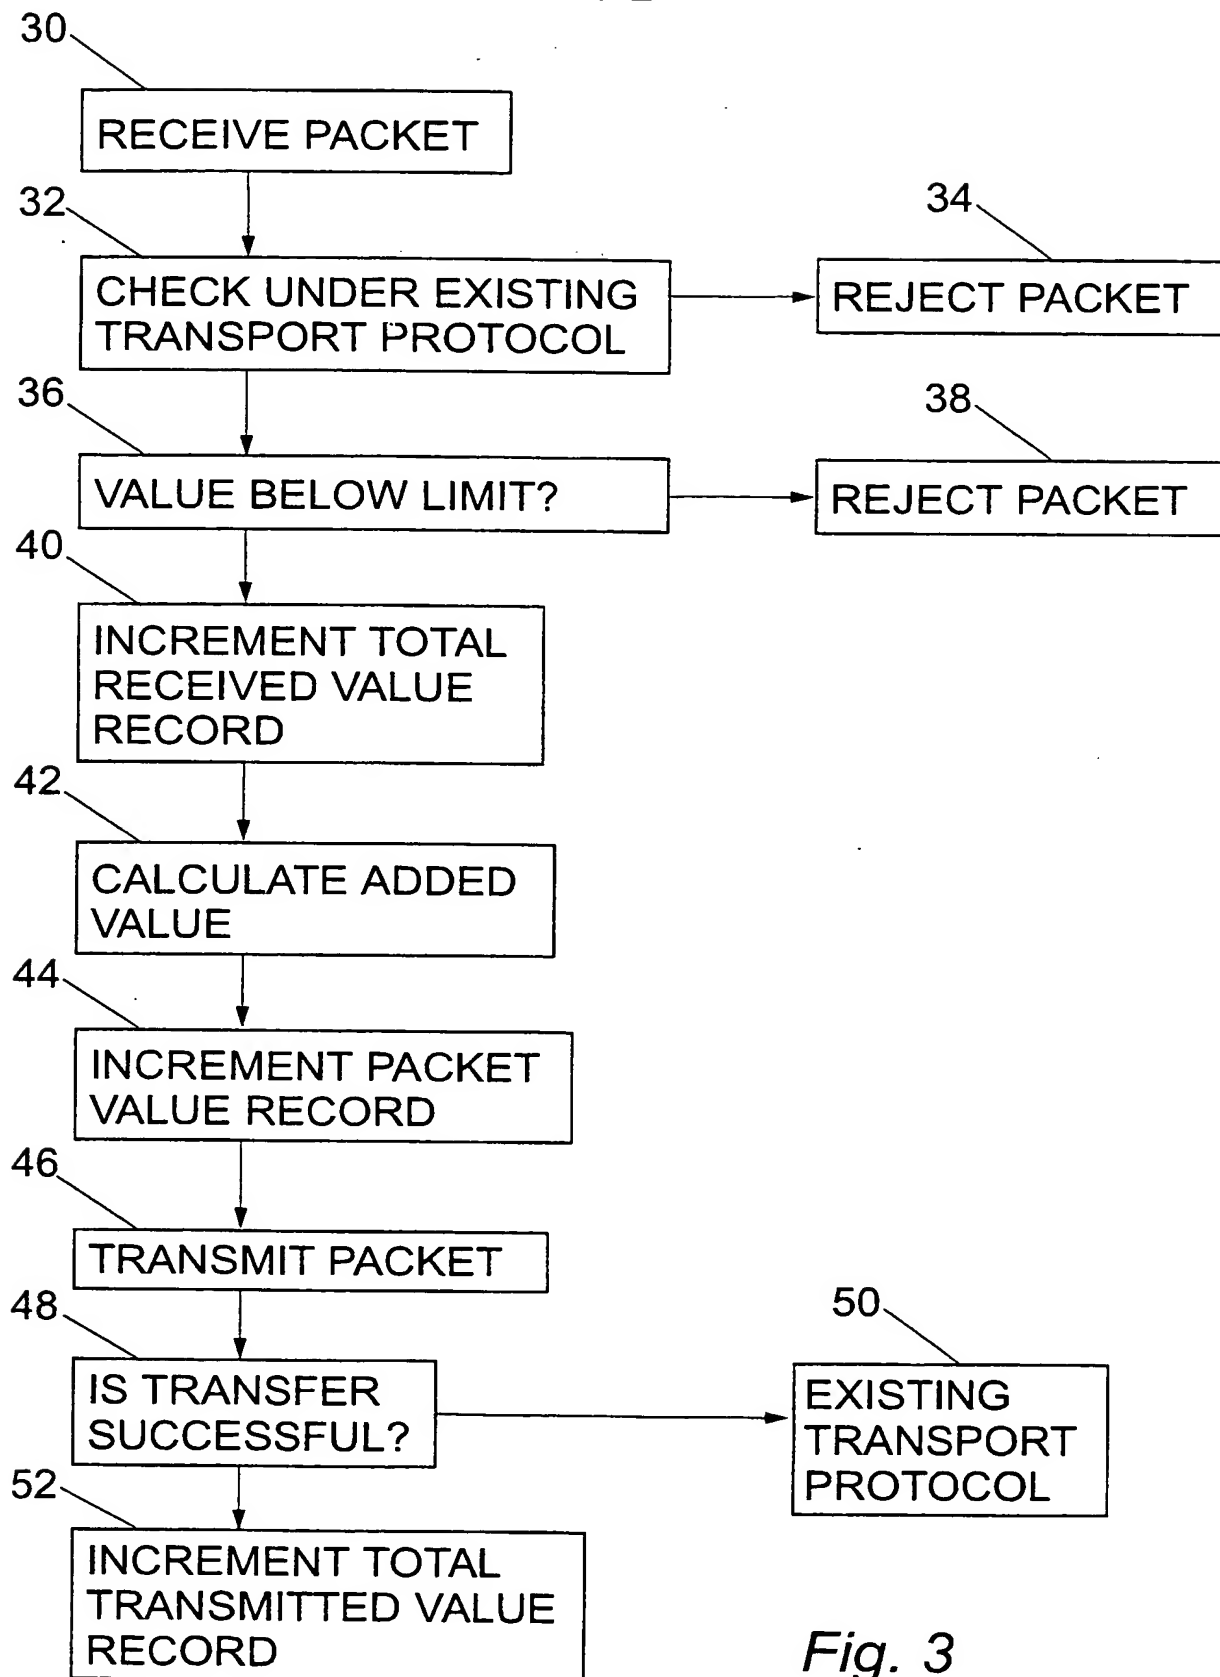 30
RECEIVE PACKET
32
34
CHECK UNDER EXISTING
TRANSPORT PROTOCOL
REJECT PACKET
36
38
VALUE BELOW LIMIT?
REJECT PACKET
40
INCREMENT TOTAL
RECEIVED VALUE
RECORD
42
CALCULATE ADDED
VALUE
44
INCREMENT PACKET
VALUE RECORD
46
TRANSMIT PACKET
48
50
IS TRANSFER
SUCCESSFUL?
EXISTING
TRANSPORT
PROTOCOL
52
INCREMENT TOTAL
TRANSMITTED VALUE
RECORD
Fig. 3